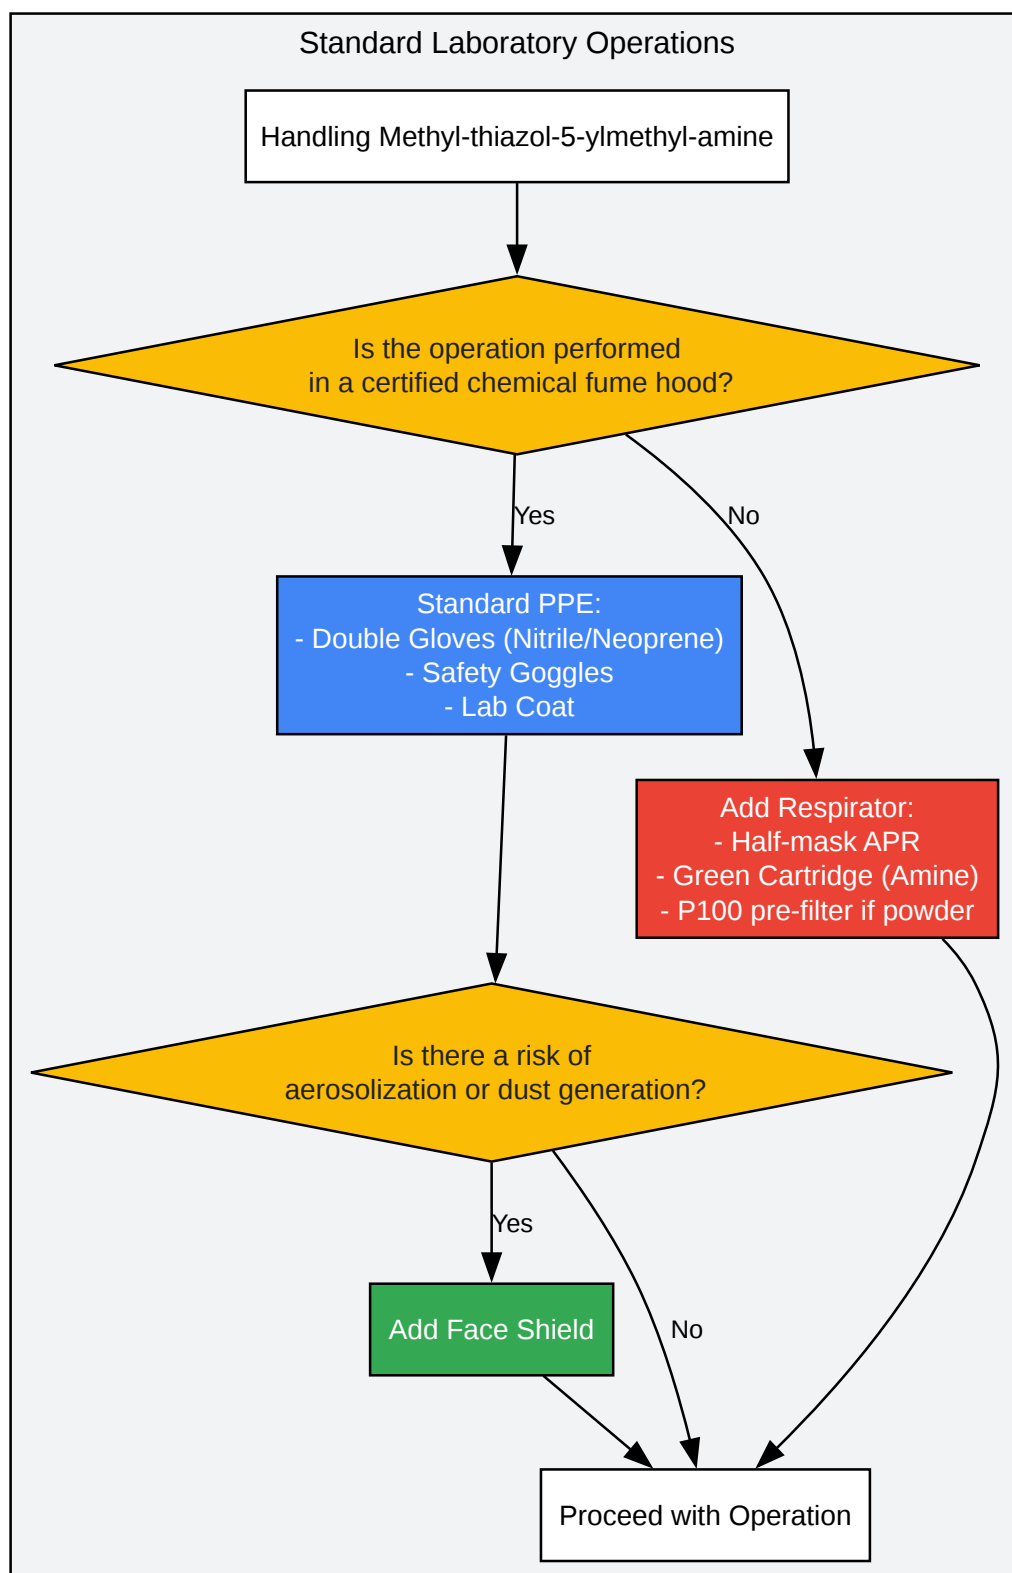 Standard Laboratory Operations
Handling Methyl-thiazol-5-ylmethyl-amine
Is the operation performed
in a certified chemical fume hood?
Yes
No
Standard PPE:
- Double Gloves (Nitrile/Neoprene)
- Safety Goggles
- Lab Coat
Add Respirator:
- Half-mask APR
- Green Cartridge (Amine)
- P100 pre-filter if powder
Is there a risk of
aerosolization or dust generation?
Yes
Add Face Shield
No
Proceed with Operation